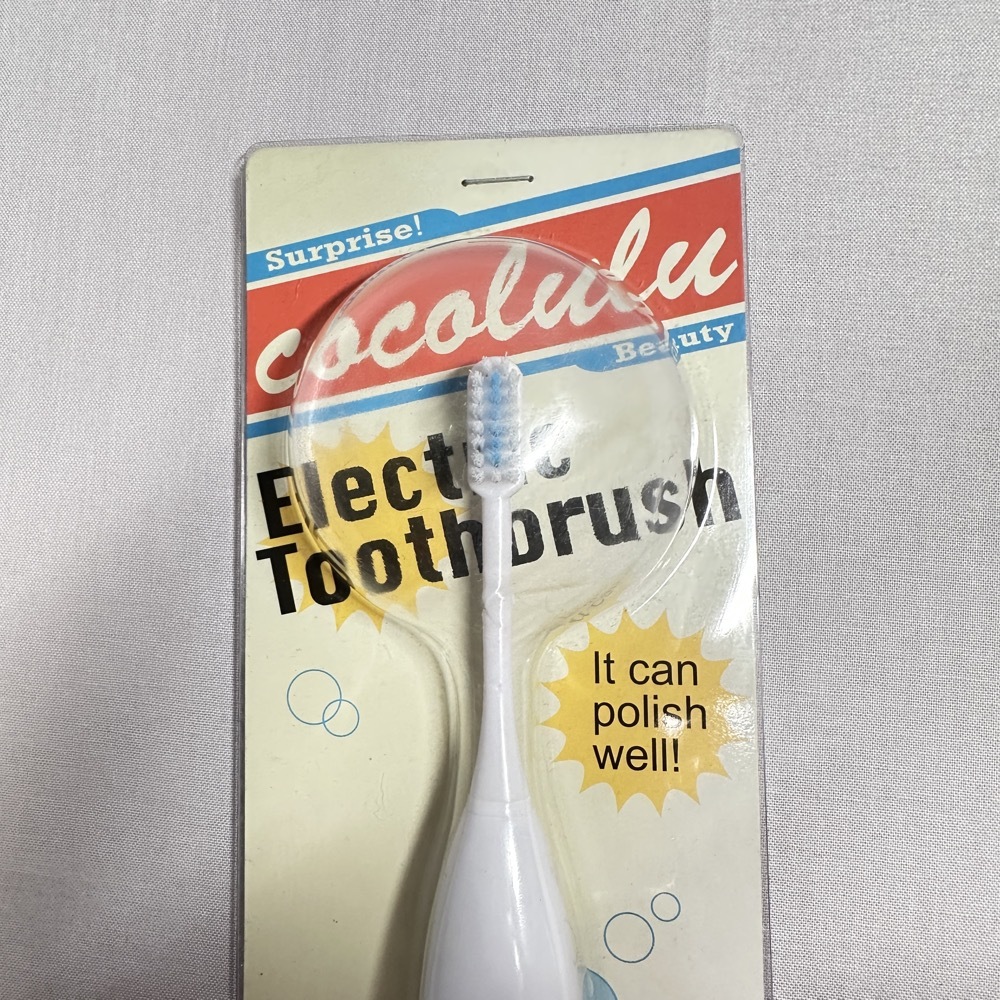 Surprise!
cocolulu
Beauty
Electric
Toothbrush
It can
polish
well!